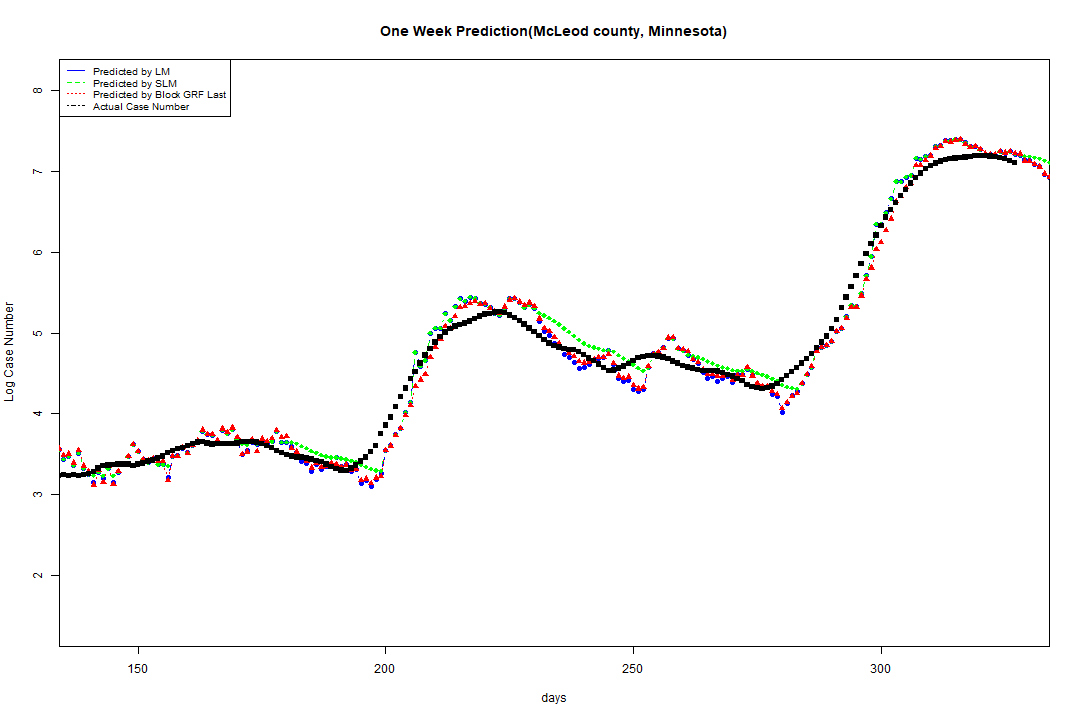 One Week Prediction(McLeod county, Minnesota)
Predicted by LM
Predicted by SLM
Predicted by Block GRF Last
Actual Case Number
8
7
6
5
4
3
2
Log Case Number
150
200
250
300
days